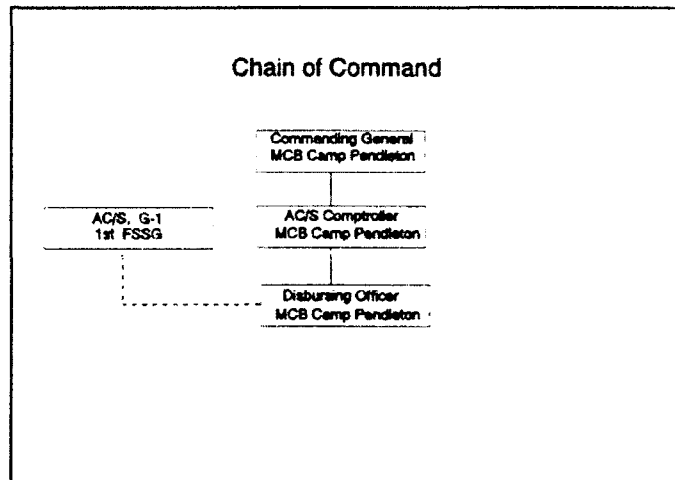 Chain of Command
Commanding General
MCB Camp Pendleton
AC/S, G-1
1st FSSG
AC/S Comptroller
MCB Camp Pendleton
Disbursing Officer
MCB Camp Pendleton